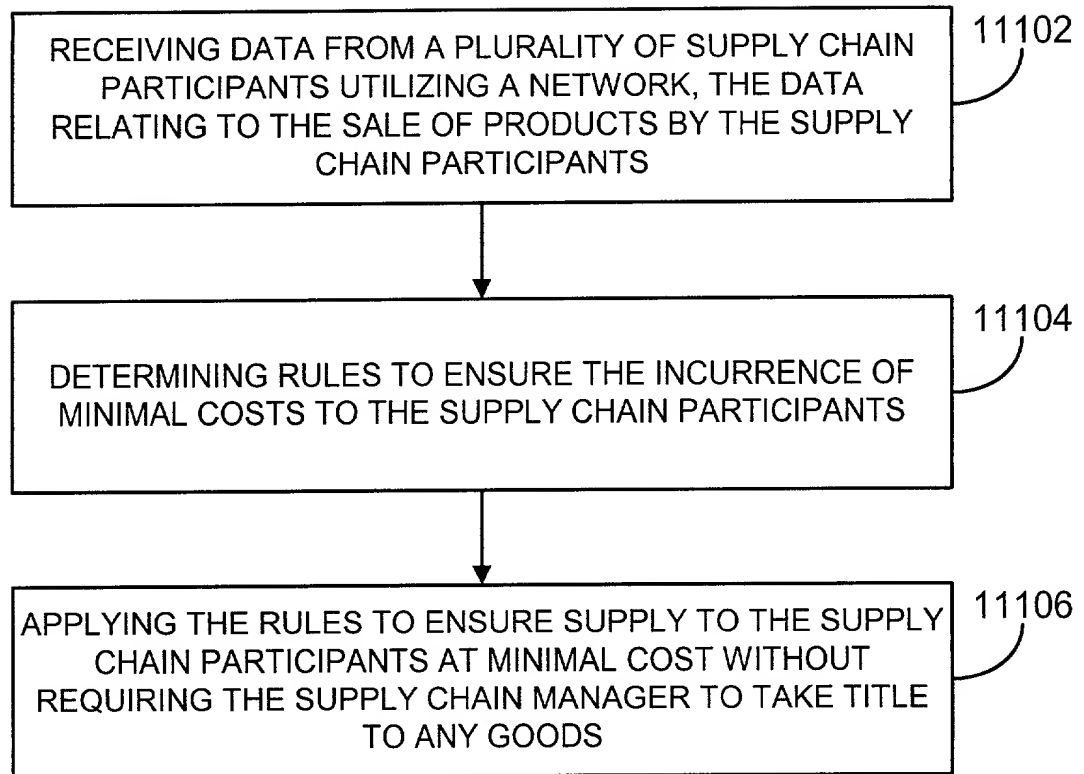 RECEIVING DATA FROM A PLURALITY OF SUPPLY CHAIN
PARTICIPANTS UTILIZING A NETWORK, THE DATA
RELATING TO THE SALE OF PRODUCTS BY THE SUPPLY
CHAIN PARTICIPANTS
11102
DETERMINING RULES TO ENSURE THE INCURRENCE OF
MINIMAL COSTS TO THE SUPPLY CHAIN PARTICIPANTS
11104
APPLYING THE RULES TO ENSURE SUPPLY TO THE SUPPLY
CHAIN PARTICIPANTS AT MINIMAL COST WITHOUT
REQUIRING THE SUPPLY CHAIN MANAGER TO TAKE TITLE
TO ANY GOODS
11106